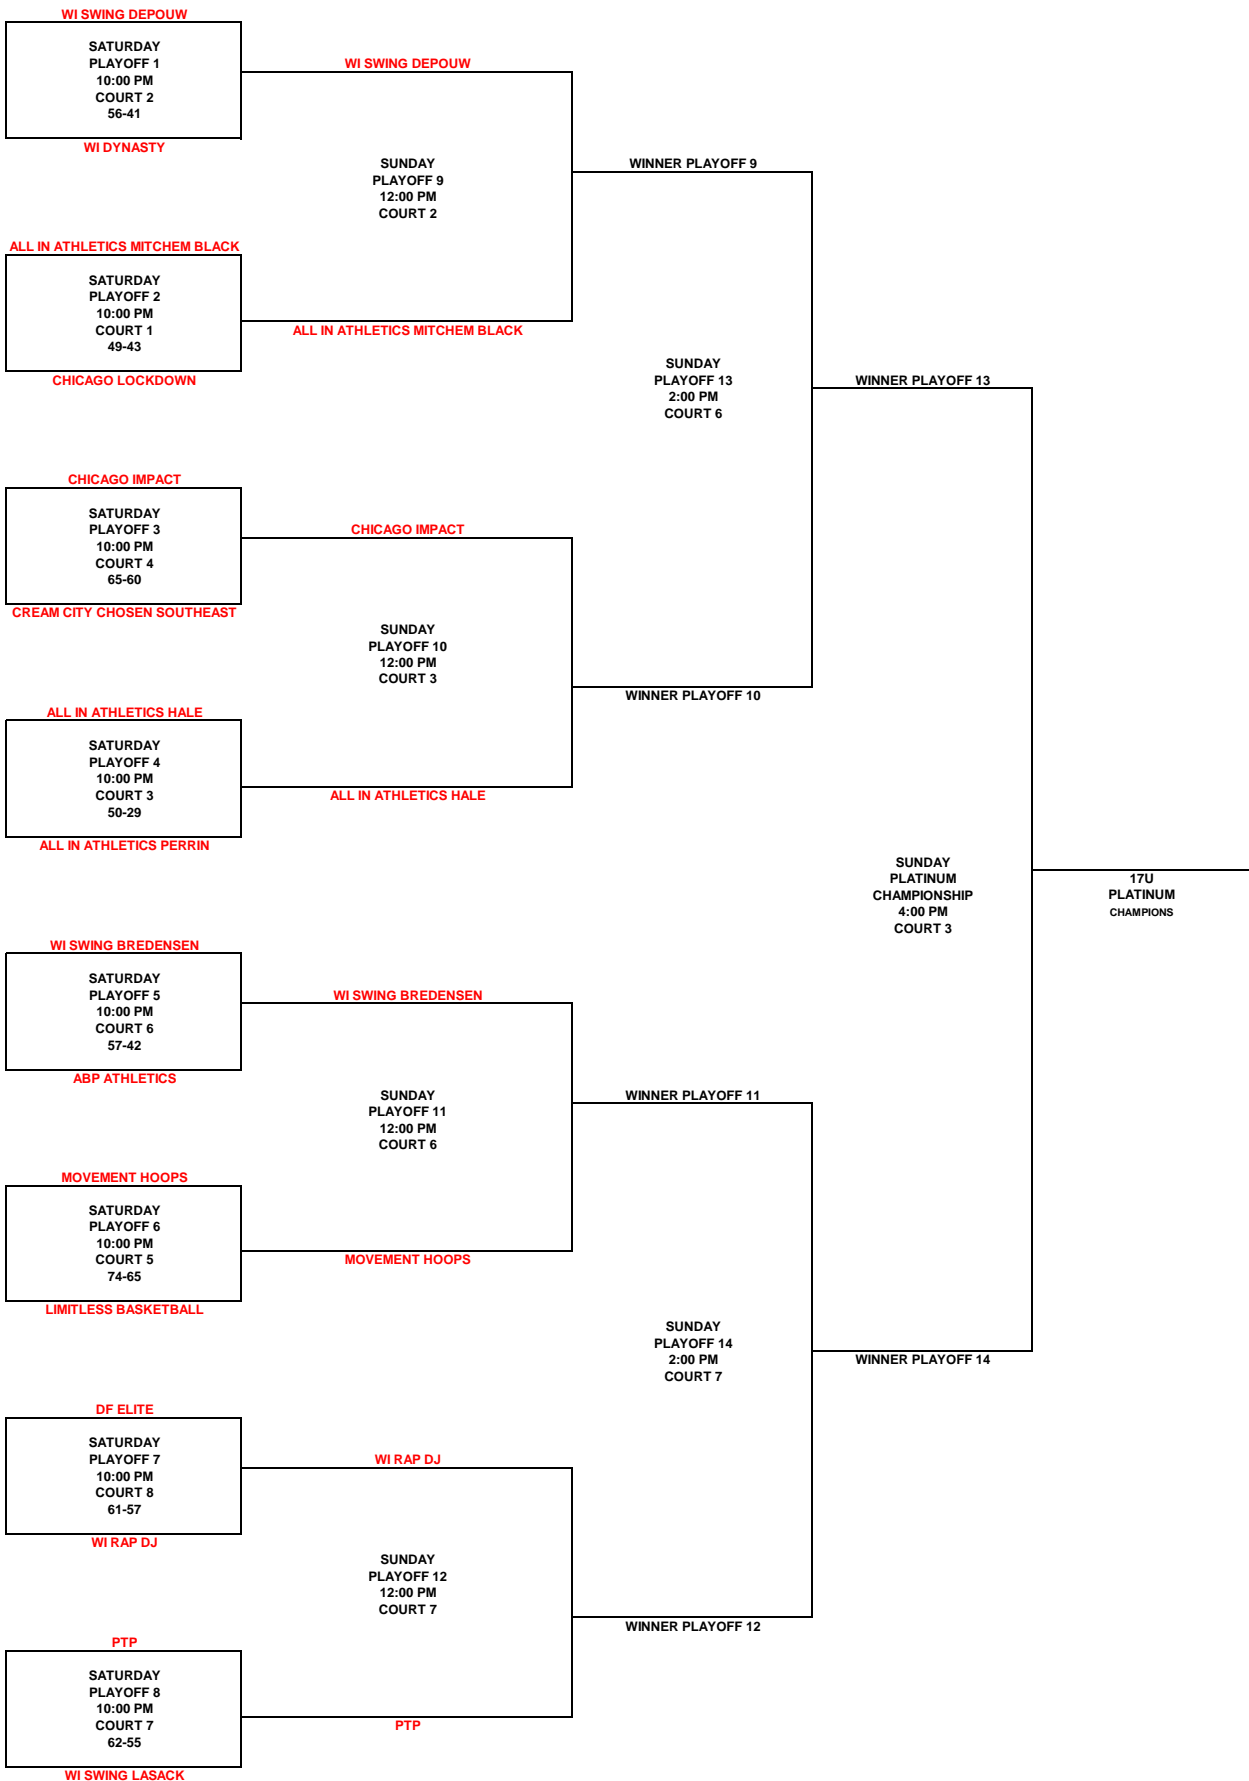 WI SWING DEPOUW
SATURDAY
PLAYOFF 1
10:00 PM
COURT 2
56-41
WI DYNASTY
ALL IN ATHLETICS MITCHEM BLACK
SATURDAY
PLAYOFF 2
10:00 PM
COURT 1
49-43
CHICAGO LOCKDOWN
CHICAGO IMPACT
SATURDAY
PLAYOFF 3
10:00 PM
COURT 4
65-60
CREAM CITY CHOSEN SOUTHEAST
ALL IN ATHLETICS HALE
SATURDAY
PLAYOFF 4
10:00 PM
COURT 3
50-29
ALL IN ATHLETICS PERRIN
WI SWING BREDENSEN
SATURDAY
PLAYOFF 5
10:00 PM
COURT 6
57-42
ABP ATHLETICS
MOVEMENT HOOPS
SATURDAY
PLAYOFF 6
10:00 PM
COURT 5
74-65
LIMITLESS BASKETBALL
DF ELITE
SATURDAY
PLAYOFF 7
10:00 PM
COURT 8
61-57
WI RAP DJ
PTP
SATURDAY
PLAYOFF 8
10:00 PM
COURT 7
62-55
WI SWING LASACK
WI SWING DEPOUW
SUNDAY
PLAYOFF 9
12:00 PM
COURT 2
ALL IN ATHLETICS MITCHEM BLACK
CHICAGO IMPACT
SUNDAY
PLAYOFF 10
12:00 PM
COURT 3
ALL IN ATHLETICS HALE
WI SWING BREDENSEN
SUNDAY
PLAYOFF 11
12:00 PM
COURT 6
MOVEMENT HOOPS
WI RAP DJ
SUNDAY
PLAYOFF 12
12:00 PM
COURT 7
PTP
WINNER PLAYOFF 9
SUNDAY
PLAYOFF 13
2:00 PM
COURT 6
WINNER PLAYOFF 10
WINNER PLAYOFF 11
SUNDAY
PLAYOFF 14
2:00 PM
COURT 7
WINNER PLAYOFF 12
WINNER PLAYOFF 13
SUNDAY
PLATINUM
CHAMPIONSHIP
4:00 PM
COURT 3
WINNER PLAYOFF 14
17U
PLATINUM
CHAMPIONS